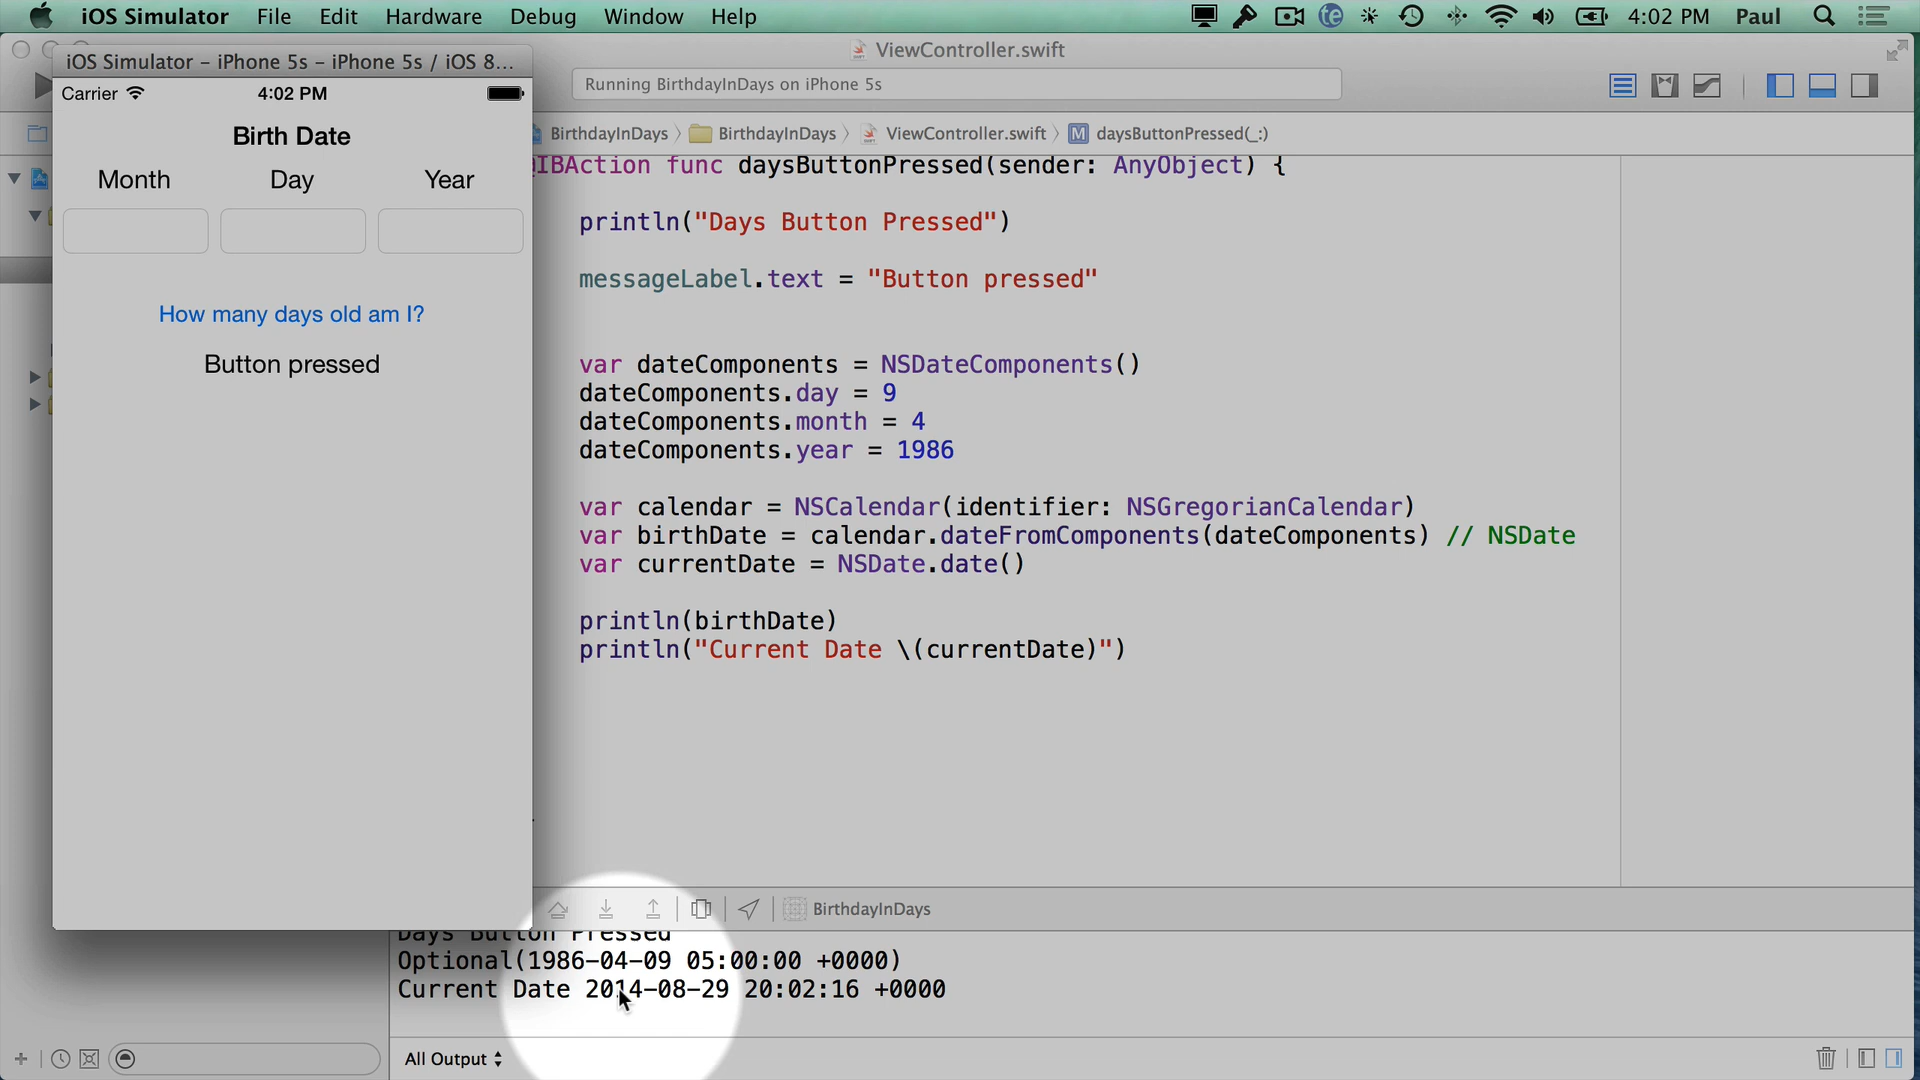 iOS Simulator File Edit Hardware Debug Window Help 4:02 PM Paul
iOS Simulator – iPhone 5s – iPhone 5s / iOS 8...
ViewController.swift
Running BirthdayInDays on iPhone 5s
Carrier 4:02 PM
BirthdayInDays BirthdayInDays ViewController.swift M daysButtonPressed(_:)
Birth Date
Month Day Year
How many days old am I?
Button pressed
@IBAction func daysButtonPressed(sender: AnyObject) {
println("Days Button Pressed")
messageLabel.text = "Button pressed"
var dateComponents = NSDateComponents()
dateComponents.day = 9
dateComponents.month = 4
dateComponents.year = 1986
var calendar = NSCalendar(identifier: NSGregorianCalendar)
var birthDate = calendar.dateFromComponents(dateComponents) // NSDate
var currentDate = NSDate.date()
println(birthDate)
println("Current Date \(currentDate)")
BirthdayInDays
Days Button Pressed
Optional(1986-04-09 05:00:00 +0000)
Current Date 2014-08-29 20:02:16 +0000
All Output